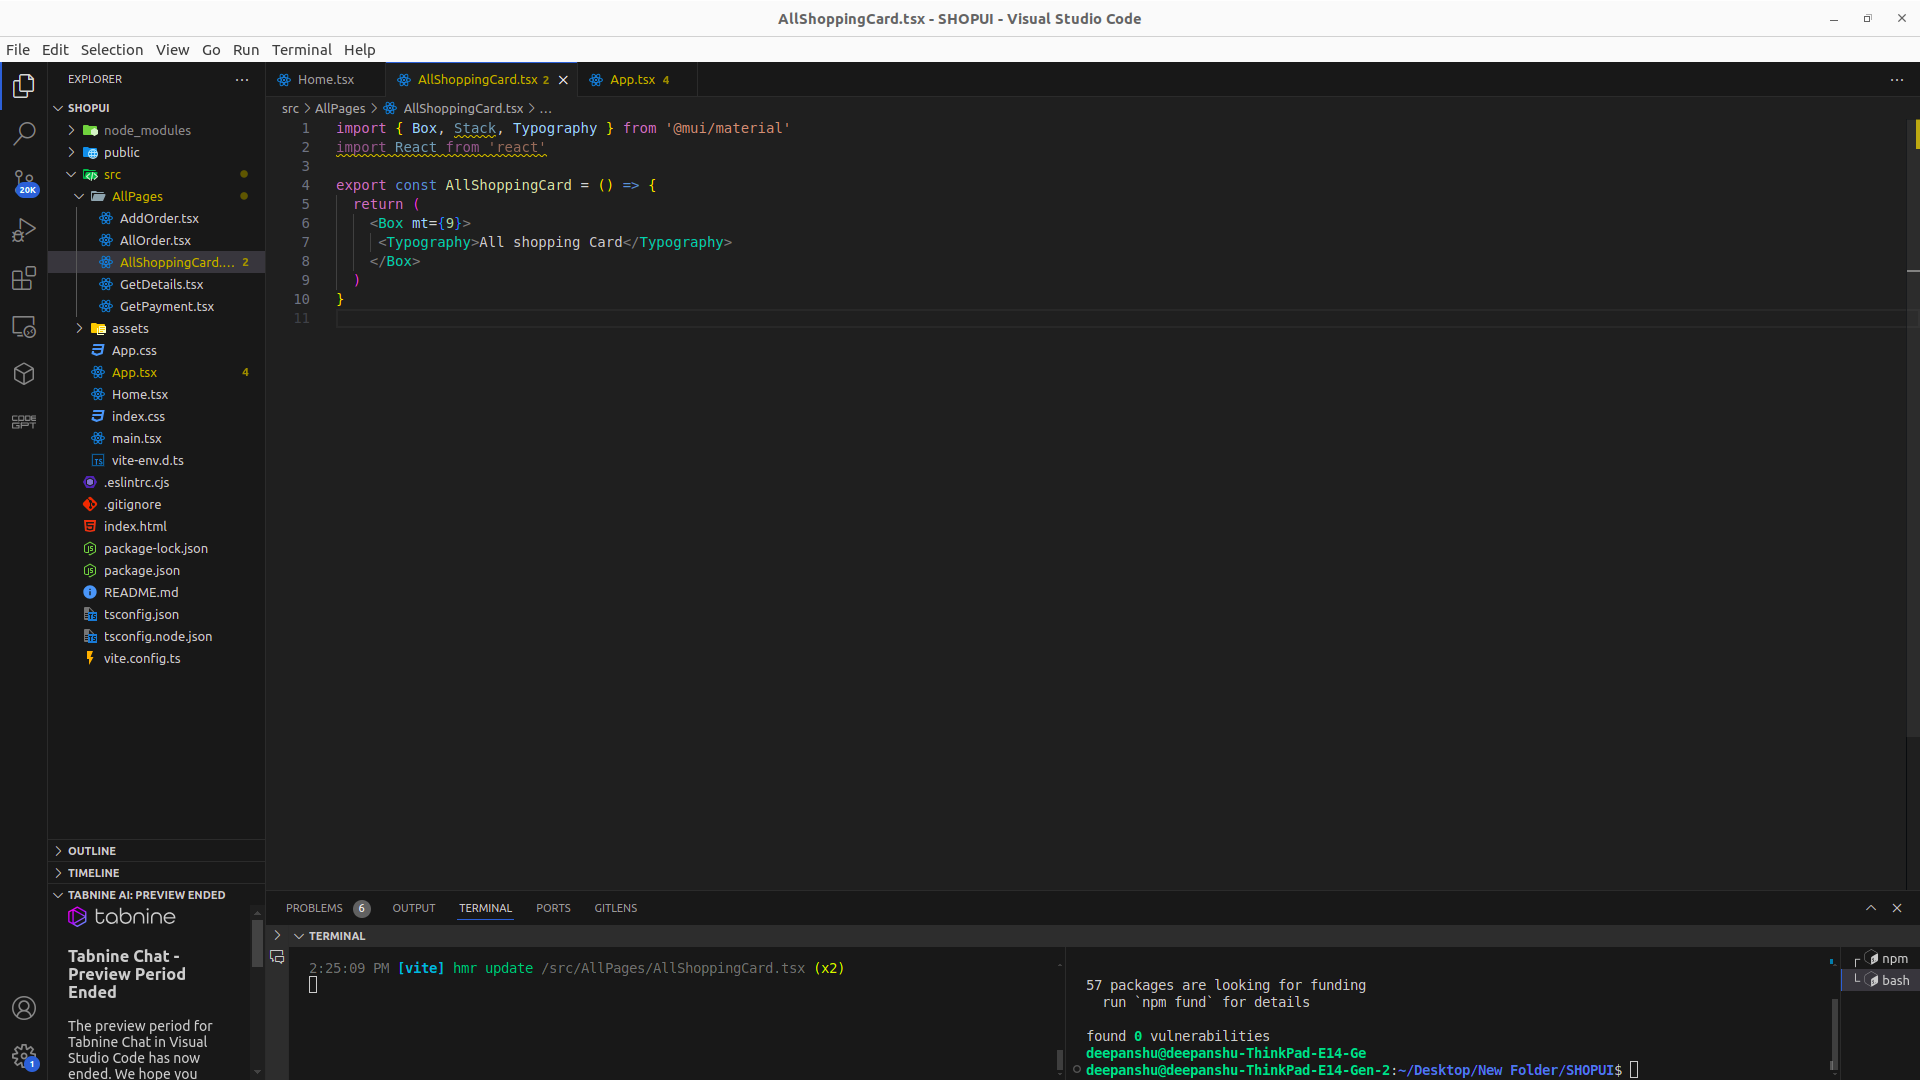 AllShoppingCard.tsx - SHOPUI - Visual Studio Code
File Edit Selection View Go Run Terminal Help
EXPLORER
SHOPUI
node_modules
public
src
AllPages
AddOrder.tsx
AllOrder.tsx
AllShoppingCard.... 2
GetDetails.tsx
GetPayment.tsx
assets
App.css
App.tsx 4
Home.tsx
index.css
main.tsx
vite-env.d.ts
.eslintrc.cjs
.gitignore
index.html
package-lock.json
package.json
README.md
tsconfig.json
tsconfig.node.json
vite.config.ts
OUTLINE
TIMELINE
TABNINE AI: PREVIEW ENDED
tabnine
Tabnine Chat -
Preview Period
Ended
The preview period for
Tabnine Chat in Visual
Studio Code has now
ended. We hope you
20K
CODE
GPT
1
Home.tsx AllShoppingCard.tsx 2 App.tsx 4
src > AllPages > AllShoppingCard.tsx > ...
1 import { Box, Stack, Typography } from '@mui/material'
2 import React from 'react'
3
4 export const AllShoppingCard = () => {
5 return (
6 <Box mt={9}>
7 <Typography>All shopping Card</Typography>
8 </Box>
9 )
10 }
11
PROBLEMS 6 OUTPUT TERMINAL PORTS GITLENS
TERMINAL
2:25:09 PM [vite] hmr update /src/AllPages/AllShoppingCard.tsx (x2)
57 packages are looking for funding
run `npm fund` for details
found 0 vulnerabilities
deepanshu@deepanshu-ThinkPad-E14-Ge
deepanshu@deepanshu-ThinkPad-E14-Gen-2:~/Desktop/New Folder/SHOPUI$
npm
bash